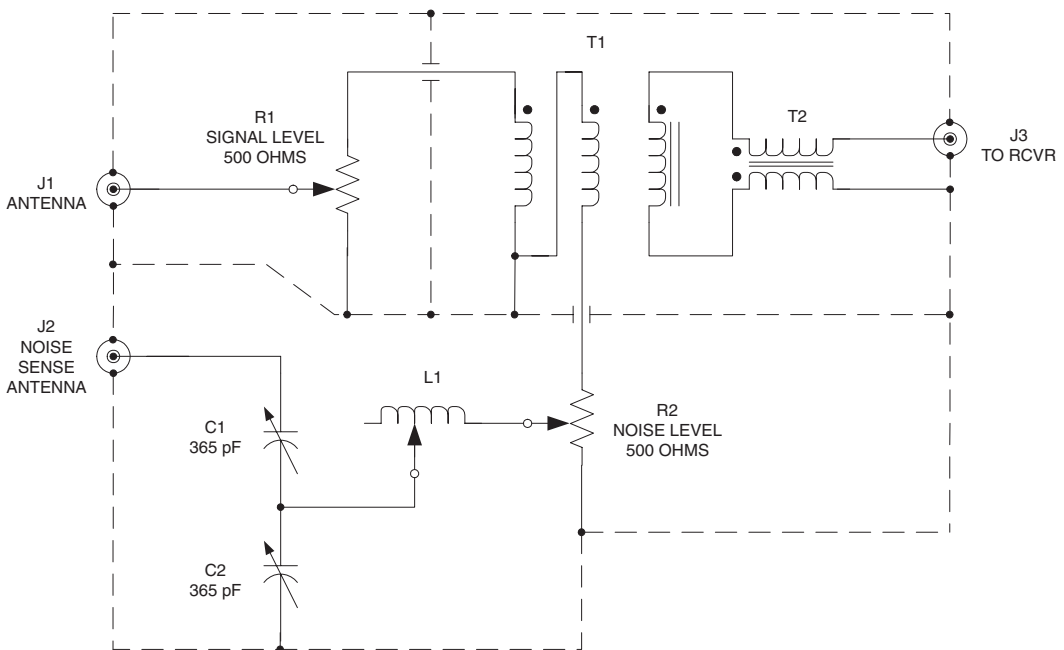 T1
R1
SIGNAL LEVEL
500 OHMS
T2
J3
TO RCVR
J1
ANTENNA
J2
NOISE
SENSE
ANTENNA
L1
R2
NOISE LEVEL
500 OHMS
C1
365 pF
C2
365 pF